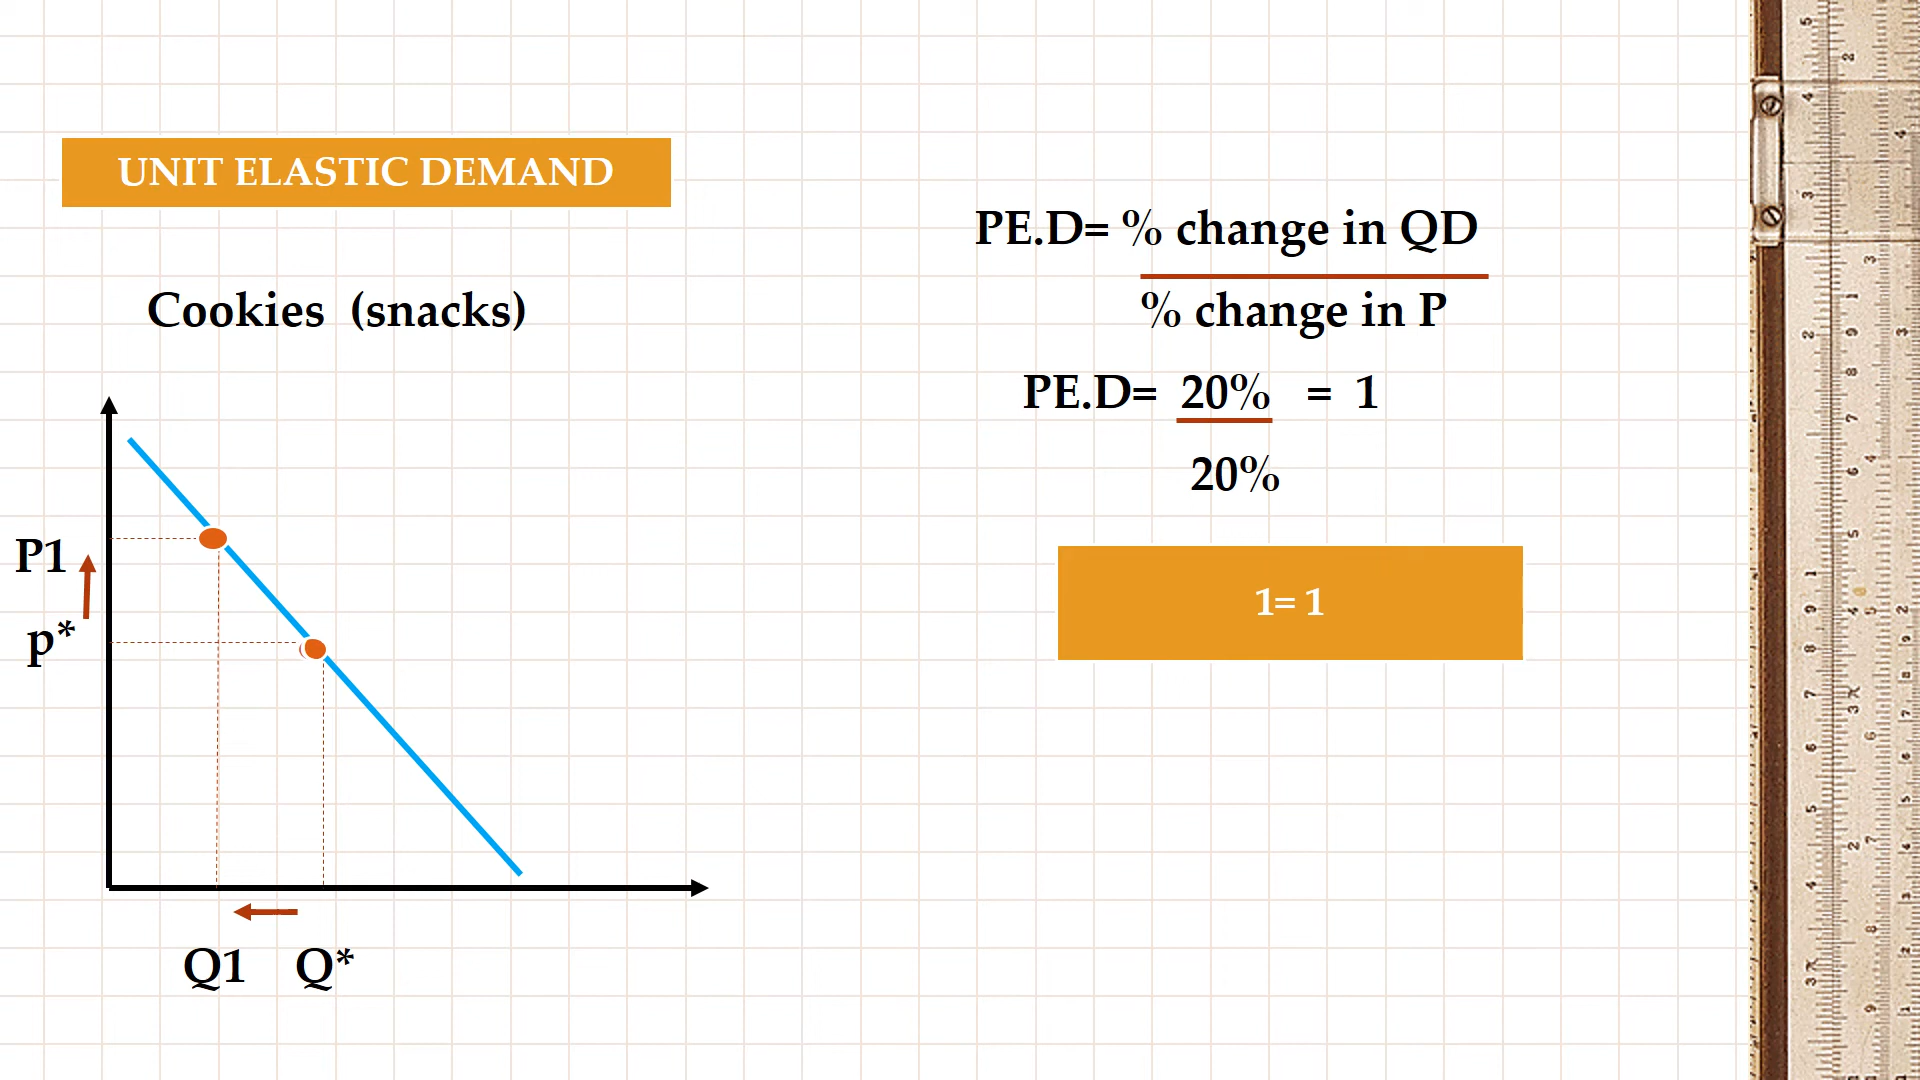 UNIT ELASTIC DEMAND
Cookies (snacks)
P1
p*
Q1 Q*
PE.D= % change in QD
% change in P
PE.D= 20% = 1
20%
1= 1